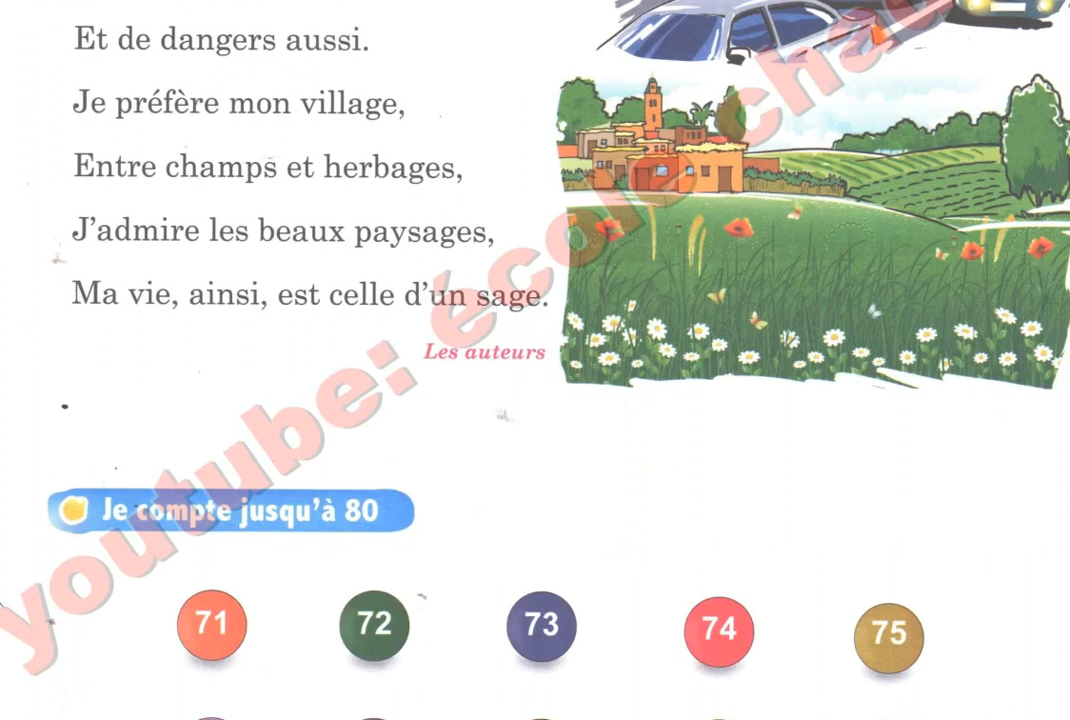 Et de dangers aussi.
Je préfère mon village,
Entre champs et herbages,
J'admire les beaux paysages,
Ma vie, ainsi, est celle d'un sage.
Les auteurs
youtube: école cha
Je compte jusqu'à 80
71 72 73 74 75